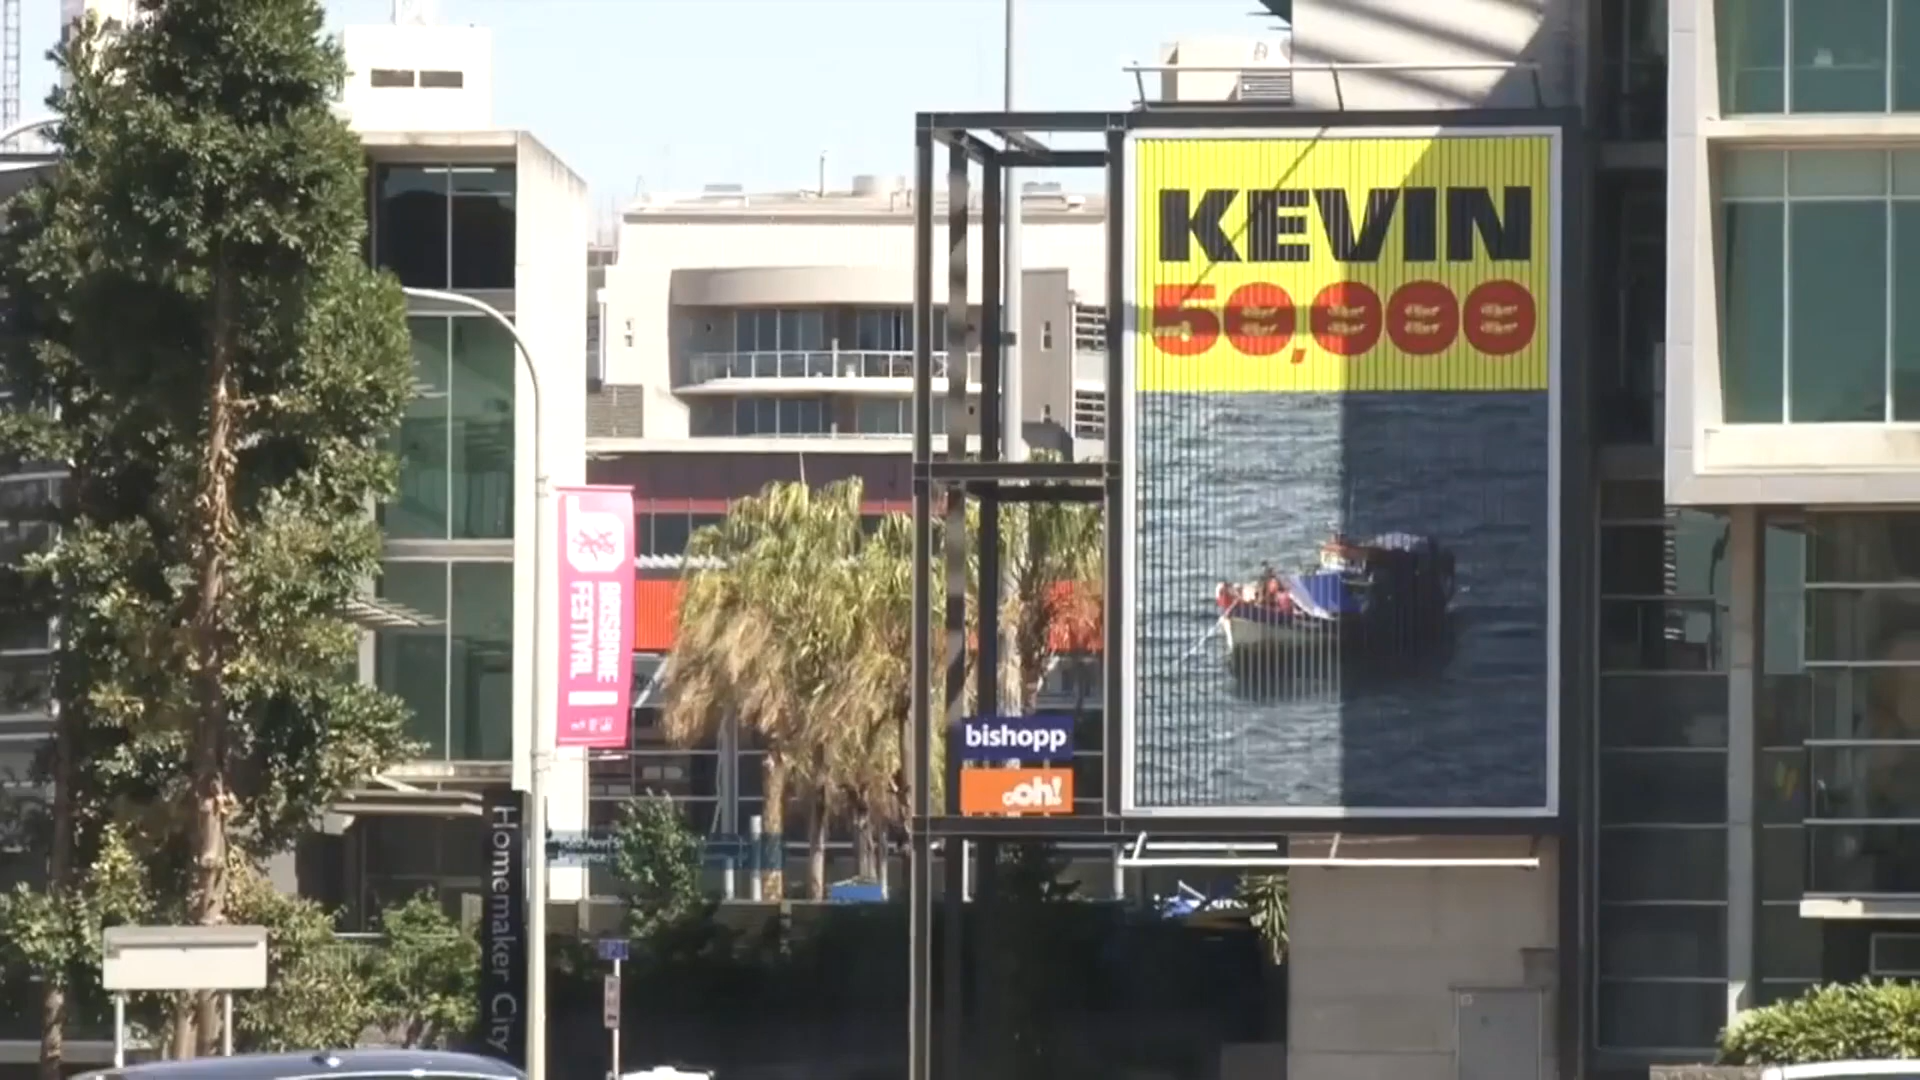 KEVIN
50,000
BRISBANE
FESTIVAL
bishopp
oh!
Homemaker City